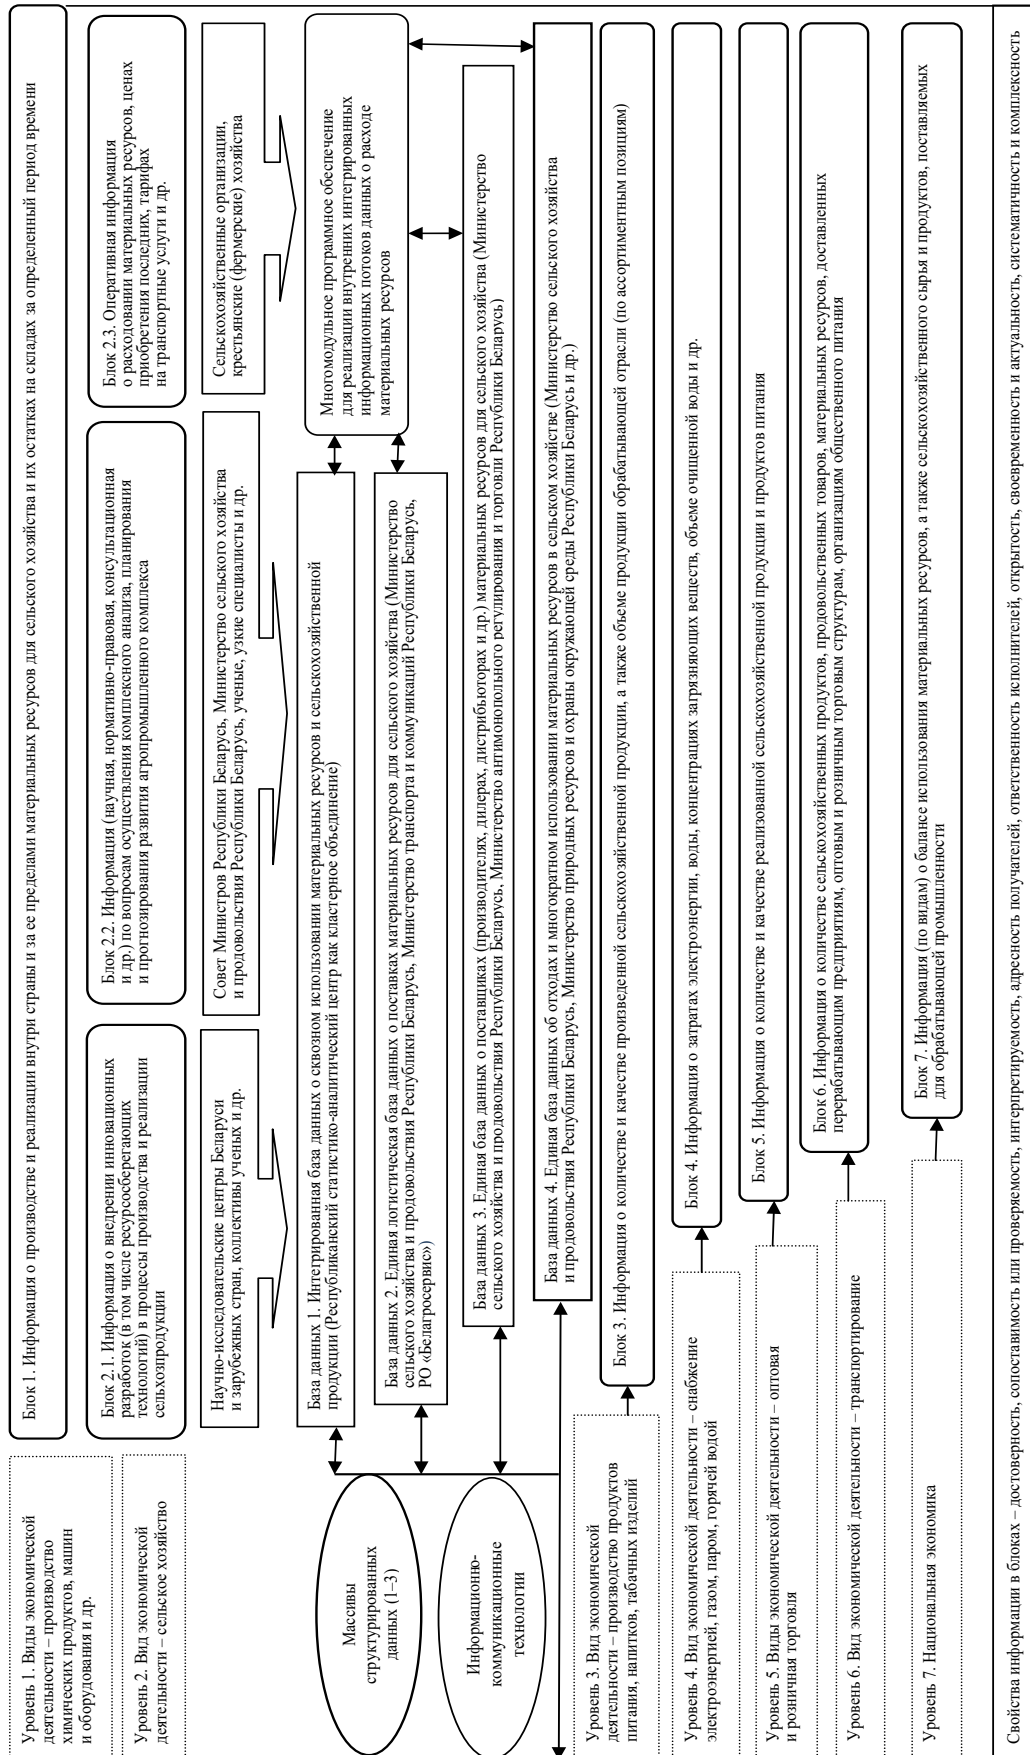 Уровень 1. Виды экономической
деятельности – производство
химических продуктов, машин
и оборудования и др.
Блок 1. Информация о производстве и реализации внутри страны и за ее пределами материальных ресурсов для сельского хозяйства и их остатках на складах за определенный период времени
Уровень 2. Вид экономической
деятельности – сельское хозяйство
Блок 2.1. Информация о внедрении инновационных
разработок (в том числе ресурсосберегающих
технологий) в процессы производства и реализации
сельхозпродукции
Блок 2.2. Информация (научная, нормативно-правовая, консультационная
и др.) по вопросам осуществления комплексного анализа, планирования
и прогнозирования развития агропромышленного комплекса
Блок 2.3. Оперативная информация
о расходовании материальных ресурсов, ценах
приобретения последних, тарифах
на транспортные услуги и др.
Научно-исследовательские центры Беларуси
и зарубежных стран, коллективы ученых и др.
Совет Министров Республики Беларусь, Министерство сельского хозяйства
и продовольствия Республики Беларусь, ученые, узкие специалисты и др.
Сельскохозяйственные организации,
крестьянские (фермерские) хозяйства
Массивы
структурированных
данных (1–3)
Информационо-
коммуникационные
технологии
База данных 1. Интегрированная база данных о сквозном использовании материальных ресурсов и сельскохозяйственной
продукции (Республиканский статистико-аналитический центр как кластерное объединение)
База данных 2. Единая логистическая база данных о поставках материальных ресурсов для сельского хозяйства (Министерство
сельского хозяйства и продовольствия Республики Беларусь, Министерство транспорта и коммуникаций Республики Беларусь,
РО «Белагросервис»)
Многомодульное программное обеспечение
для реализации внутренних интегрированных
информационных потоков данных о расходе
материальных ресурсов
База данных 3. Единая база данных о поставщиках (производителях, дилерах, дистрибьюторах и др.) материальных ресурсов для сельского хозяйства (Министерство
сельского хозяйства и продовольствия Республики Беларусь, Министерство антимонопольного регулирования и торговли Республики Беларусь)
База данных 4. Единая база данных об отходах и многократном использовании материальных ресурсов в сельском хозяйстве (Министерство сельского хозяйства
и продовольствия Республики Беларусь, Министерство природных ресурсов и охраны окружающей среды Республики Беларусь и др.)
Уровень 3. Вид экономической
деятельности – производство продуктов
питания, напитков, табачных изделий
Блок 3. Информация о количестве и качестве произведенной сельскохозяйственной продукции, а также объеме продукции обрабатывающей отрасли (по ассортиментным позициям)
Уровень 4. Вид экономической деятельности – снабжение
электроэнергией, газом, паром, горячей водой
Блок 4. Информация о затратах электроэнергии, воды, концентрациях загрязняющих веществ, объеме очищенной воды и др.
Уровень 5. Виды экономической деятельности – оптовая
и розничная торговля
Блок 5. Информация о количестве и качестве реализованной сельскохозяйственной продукции и продуктов питания
Уровень 6. Вид экономической деятельности – транспортирование
Блок 6. Информация о количестве сельскохозяйственных продуктов, продовольственных товаров, материальных ресурсов, доставленных
перерабатывающим предприятиям, оптовым и розничным торговым структурам, организациям общественного питания
Уровень 7. Национальная экономика
Блок 7. Информация (по видам) о балансе использования материальных ресурсов, а также сельскохозяйственного сырья и продуктов, поставляемых
для обрабатывающей промышленности
Свойства информации в блоках – достоверность, сопоставимость или проверяемость, интерпретируемость, адресность получателей, ответственность исполнителей, открытость, своевременность и актуальность, систематичность и комплексность